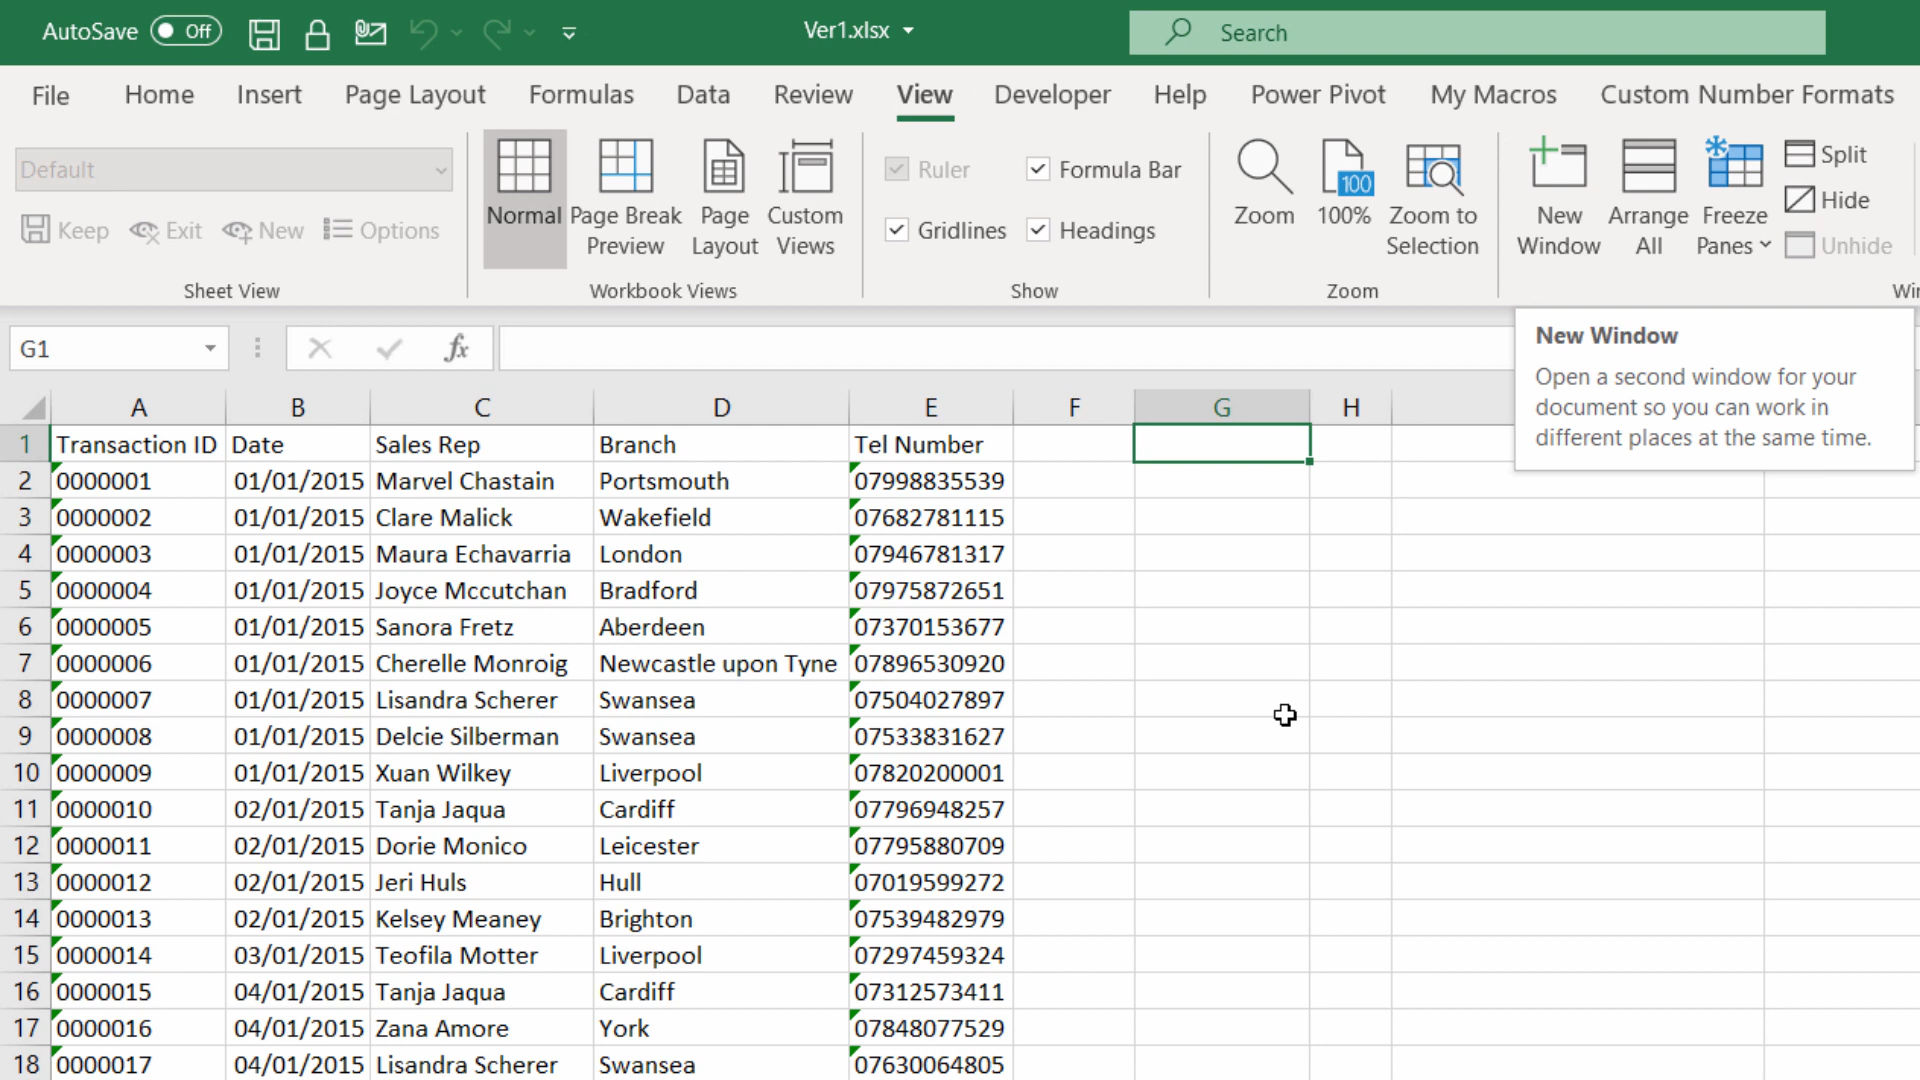 AutoSave Off Ver1.xlsx Search
File Home Insert Page Layout Formulas Data Review View Developer Help Power Pivot My Macros Custom Number Formats
Default
Keep Exit New Options
Sheet View
Normal
Page Break
Preview
Page
Layout
Custom
Views
Workbook Views
Ruler Formula Bar
Gridlines Headings
Show
Zoom
100
100%
Zoom to
Selection
Zoom
New
Window
Arrange
All
Freeze
Panes
Split
Hide
Unhide
Wi
G1 fx
New Window
Open a second window for your
document so you can work in
different places at the same time.
A B C D E F G H
1 Transaction ID Date Sales Rep Branch Tel Number
2 0000001 01/01/2015 Marvel Chastain Portsmouth 07998835539
3 0000002 01/01/2015 Clare Malick Wakefield 07682781115
4 0000003 01/01/2015 Maura Echavarria London 07946781317
5 0000004 01/01/2015 Joyce Mccutchan Bradford 07975872651
6 0000005 01/01/2015 Sanora Fretz Aberdeen 07370153677
7 0000006 01/01/2015 Cherelle Monroig Newcastle upon Tyne 07896530920
8 0000007 01/01/2015 Lisandra Scherer Swansea 07504027897
9 0000008 01/01/2015 Delcie Silberman Swansea 07533831627
10 0000009 01/01/2015 Xuan Wilkey Liverpool 07820200001
11 0000010 02/01/2015 Tanja Jaqua Cardiff 07796948257
12 0000011 02/01/2015 Dorie Monico Leicester 07795880709
13 0000012 02/01/2015 Jeri Huls Hull 07019599272
14 0000013 02/01/2015 Kelsey Meaney Brighton 07539482979
15 0000014 03/01/2015 Teofila Motter Liverpool 07297459324
16 0000015 04/01/2015 Tanja Jaqua Cardiff 07312573411
17 0000016 04/01/2015 Zana Amore York 07848077529
18 0000017 04/01/2015 Lisandra Scherer Swansea 07630064805